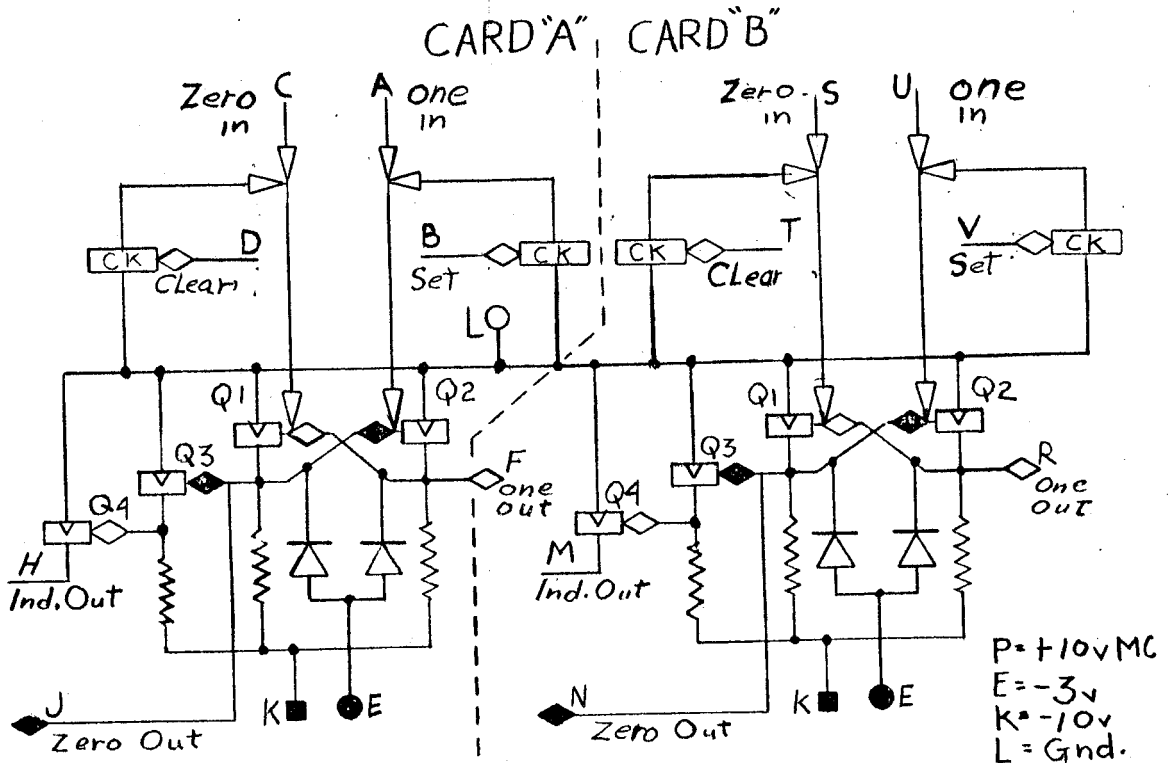 CARD "A"
CARD "B"
Zero in
C
A
one in
Zero in
S
U
one in
CK
D
CLear
B
Set
CK
CK
T
CLear
V
Set
CK
L
Q1
Q2
Q3
Q4
F
one out
H
Ind. Out
J
Zero Out
K
E
Q1
Q2
Q3
Q4
R
One Out
M
Ind. Out
N
Zero Out
K
E
P= +10v MC
E= -3v
K= -10v
L= Gnd.